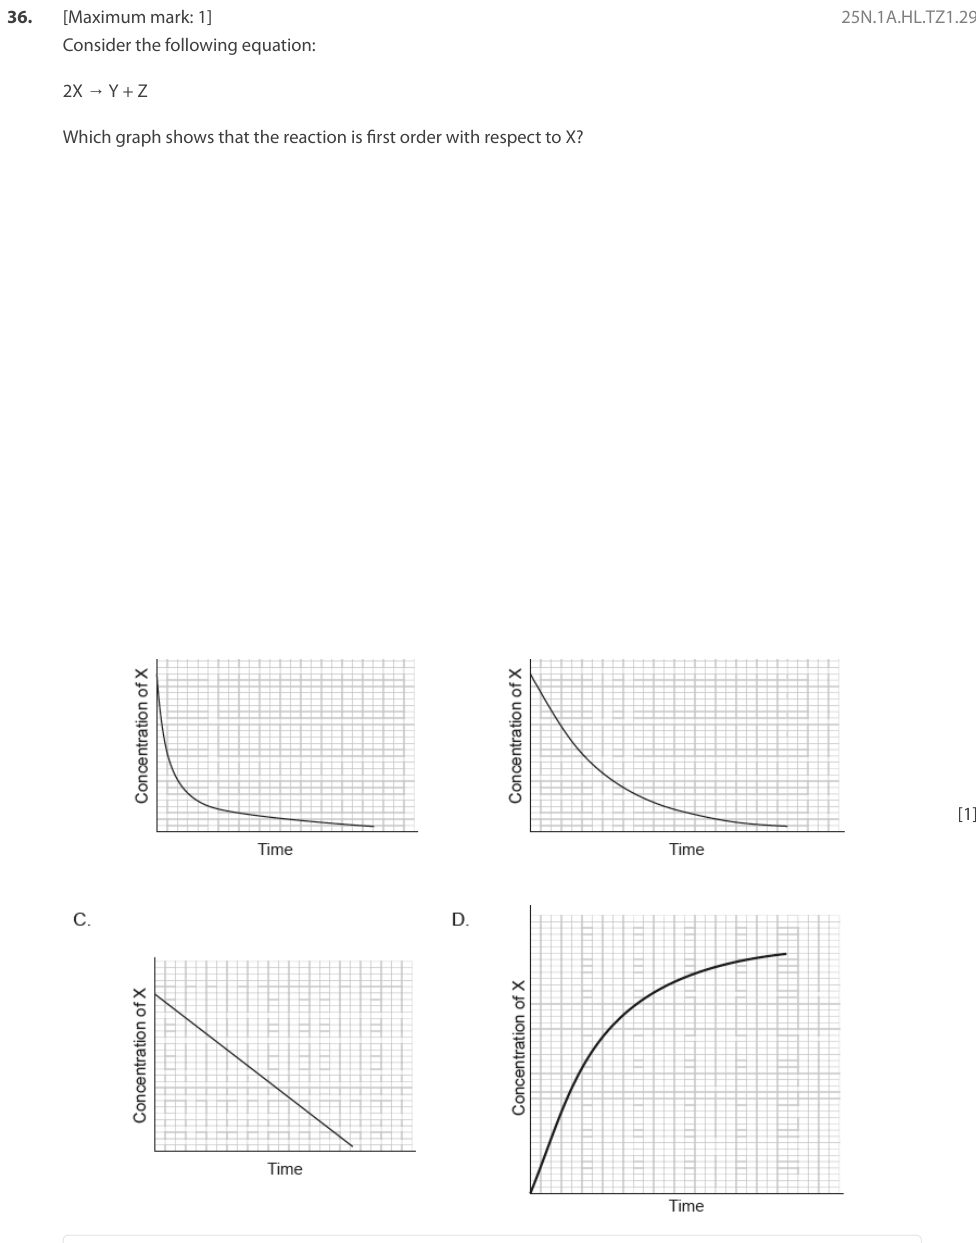 36. [Maximum mark: 1] 25N.1A.HL.TZ1.29
Consider the following equation:
2X → Y + Z
Which graph shows that the reaction is first order with respect to X?
Concentration of X
Time
Concentration of X
Time
[1]
C.
Concentration of X
Time
D.
Concentration of X
Time